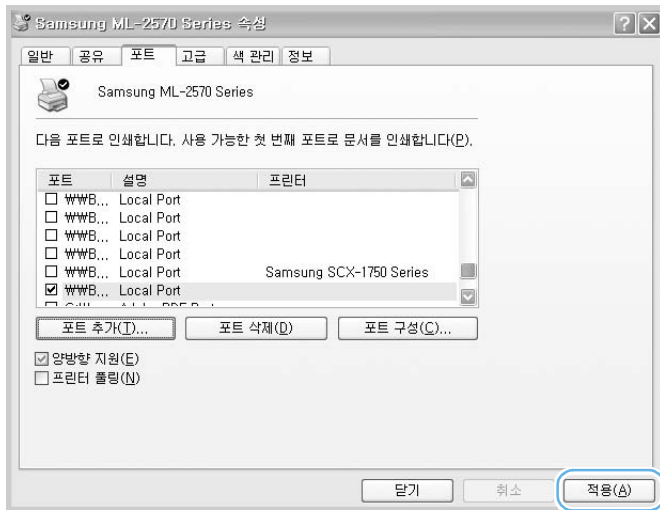 Samsung ML-2570 Series 속성
일반 공유 포트 고급 색 관리 정보
Samsung ML-2570 Series
다음 포트로 인쇄합니다. 사용 가능한 첫 번째 포트로 문서를 인쇄합니다(P).
포트 설명 프린터
₩₩B... Local Port
₩₩B... Local Port
₩₩B... Local Port
₩₩B... Local Port
₩₩B... Local Port Samsung SCX-1750 Series
₩₩B... Local Port
포트 추가(T)... 포트 삭제(D) 포트 구성(C)...
양방향 지원(E)
프린터 풀링(N)
닫기 취소 적용(A)